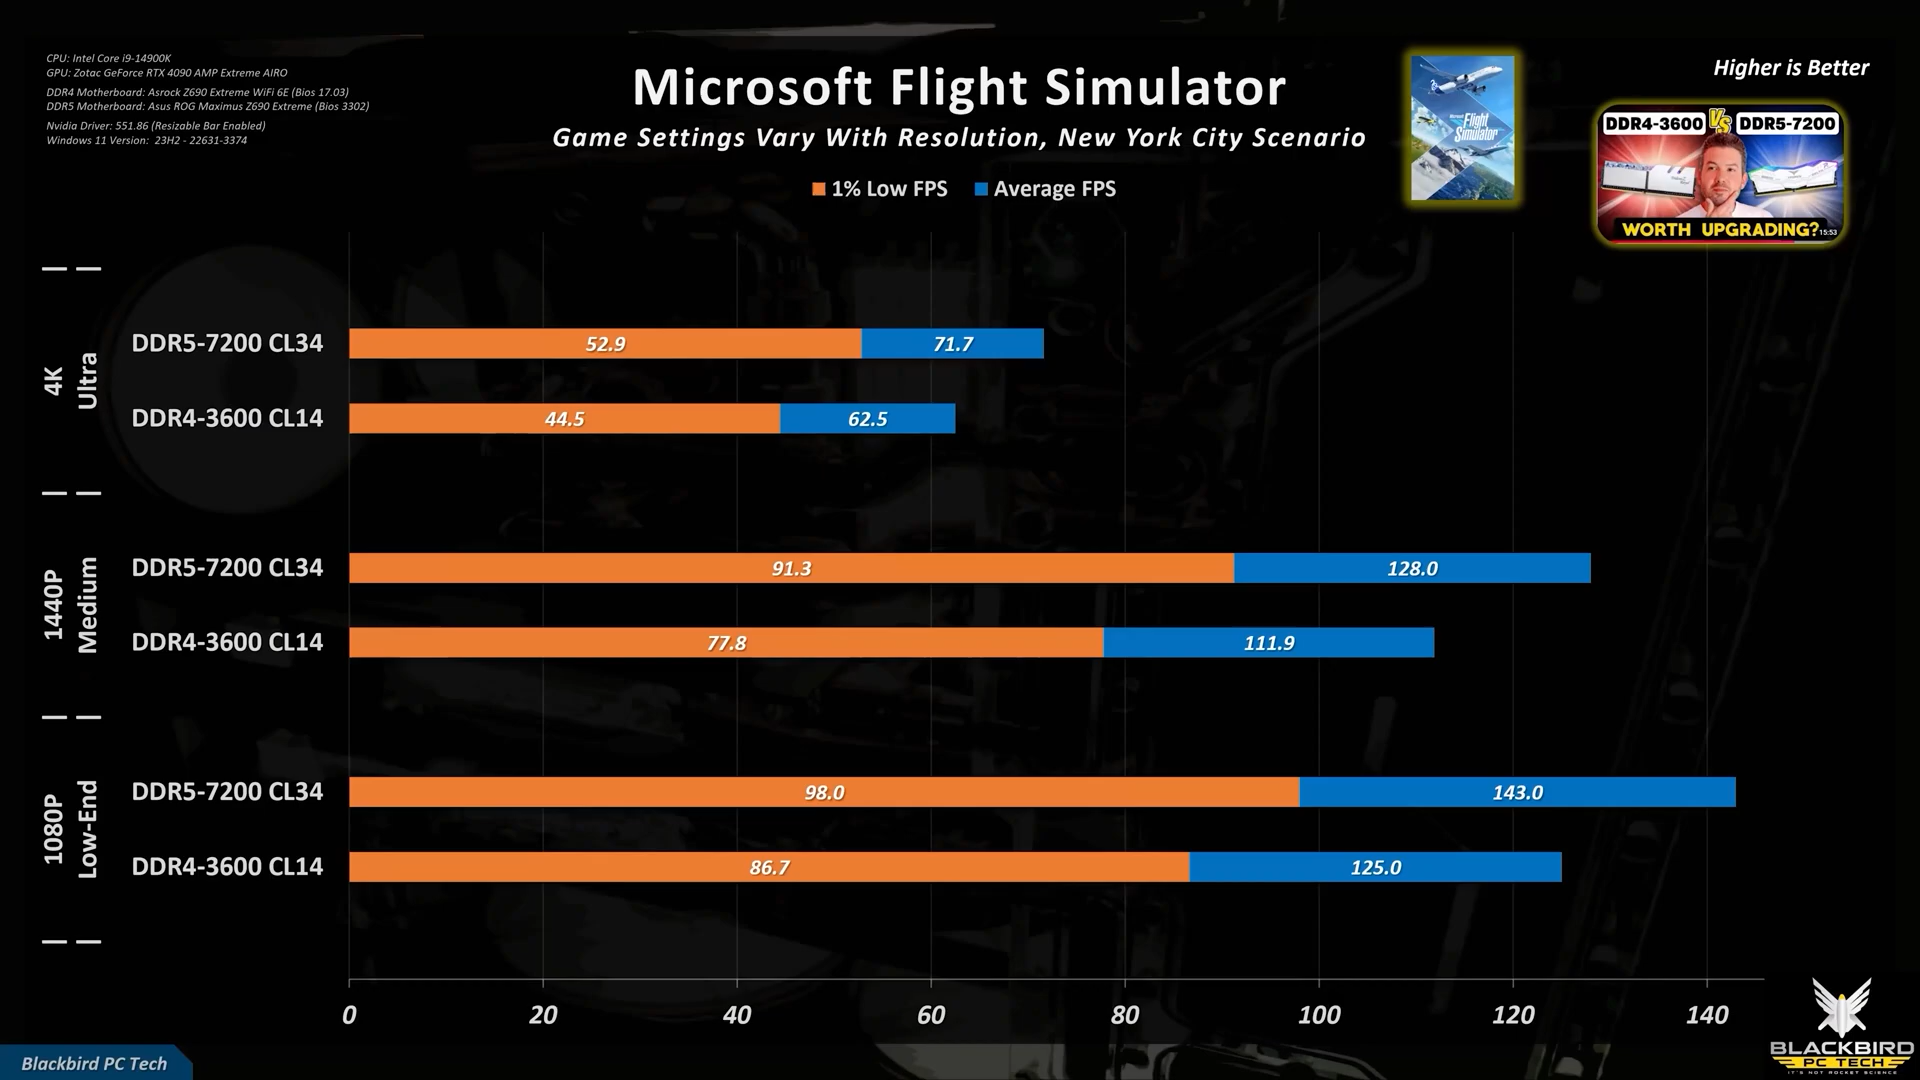 CPU: Intel Core i9-14900K
GPU: Zotac GeForce RTX 4090 AMP Extreme AIRO
DDR4 Motherboard: Asrock Z690 Extreme WiFi 6E (Bios 17.03)
DDR5 Motherboard: Asus ROG Maximus Z690 Extreme (Bios 3302)
Nvidia Driver: 551.86 (Resizable Bar Enabled)
Windows 11 Version: 23H2 - 22631-3374
Microsoft Flight Simulator
Game Settings Vary With Resolution, New York City Scenario
1% Low FPS Average FPS
Flight
Simulator
Higher is Better
DDR4-3600 VS DDR5-7200
WORTH UPGRADING?
15:53
4K
Ultra
DDR5-7200 CL34 52.9 71.7
DDR4-3600 CL14 44.5 62.5
1440P
Medium
DDR5-7200 CL34 91.3 128.0
DDR4-3600 CL14 77.8 111.9
1080P
Low-End
DDR5-7200 CL34 98.0 143.0
DDR4-3600 CL14 86.7 125.0
0 20 40 60 80 100 120 140
Blackbird PC Tech
BLACKBIRD
PC TECH
IT'S NOT ROCKET SCIENCE